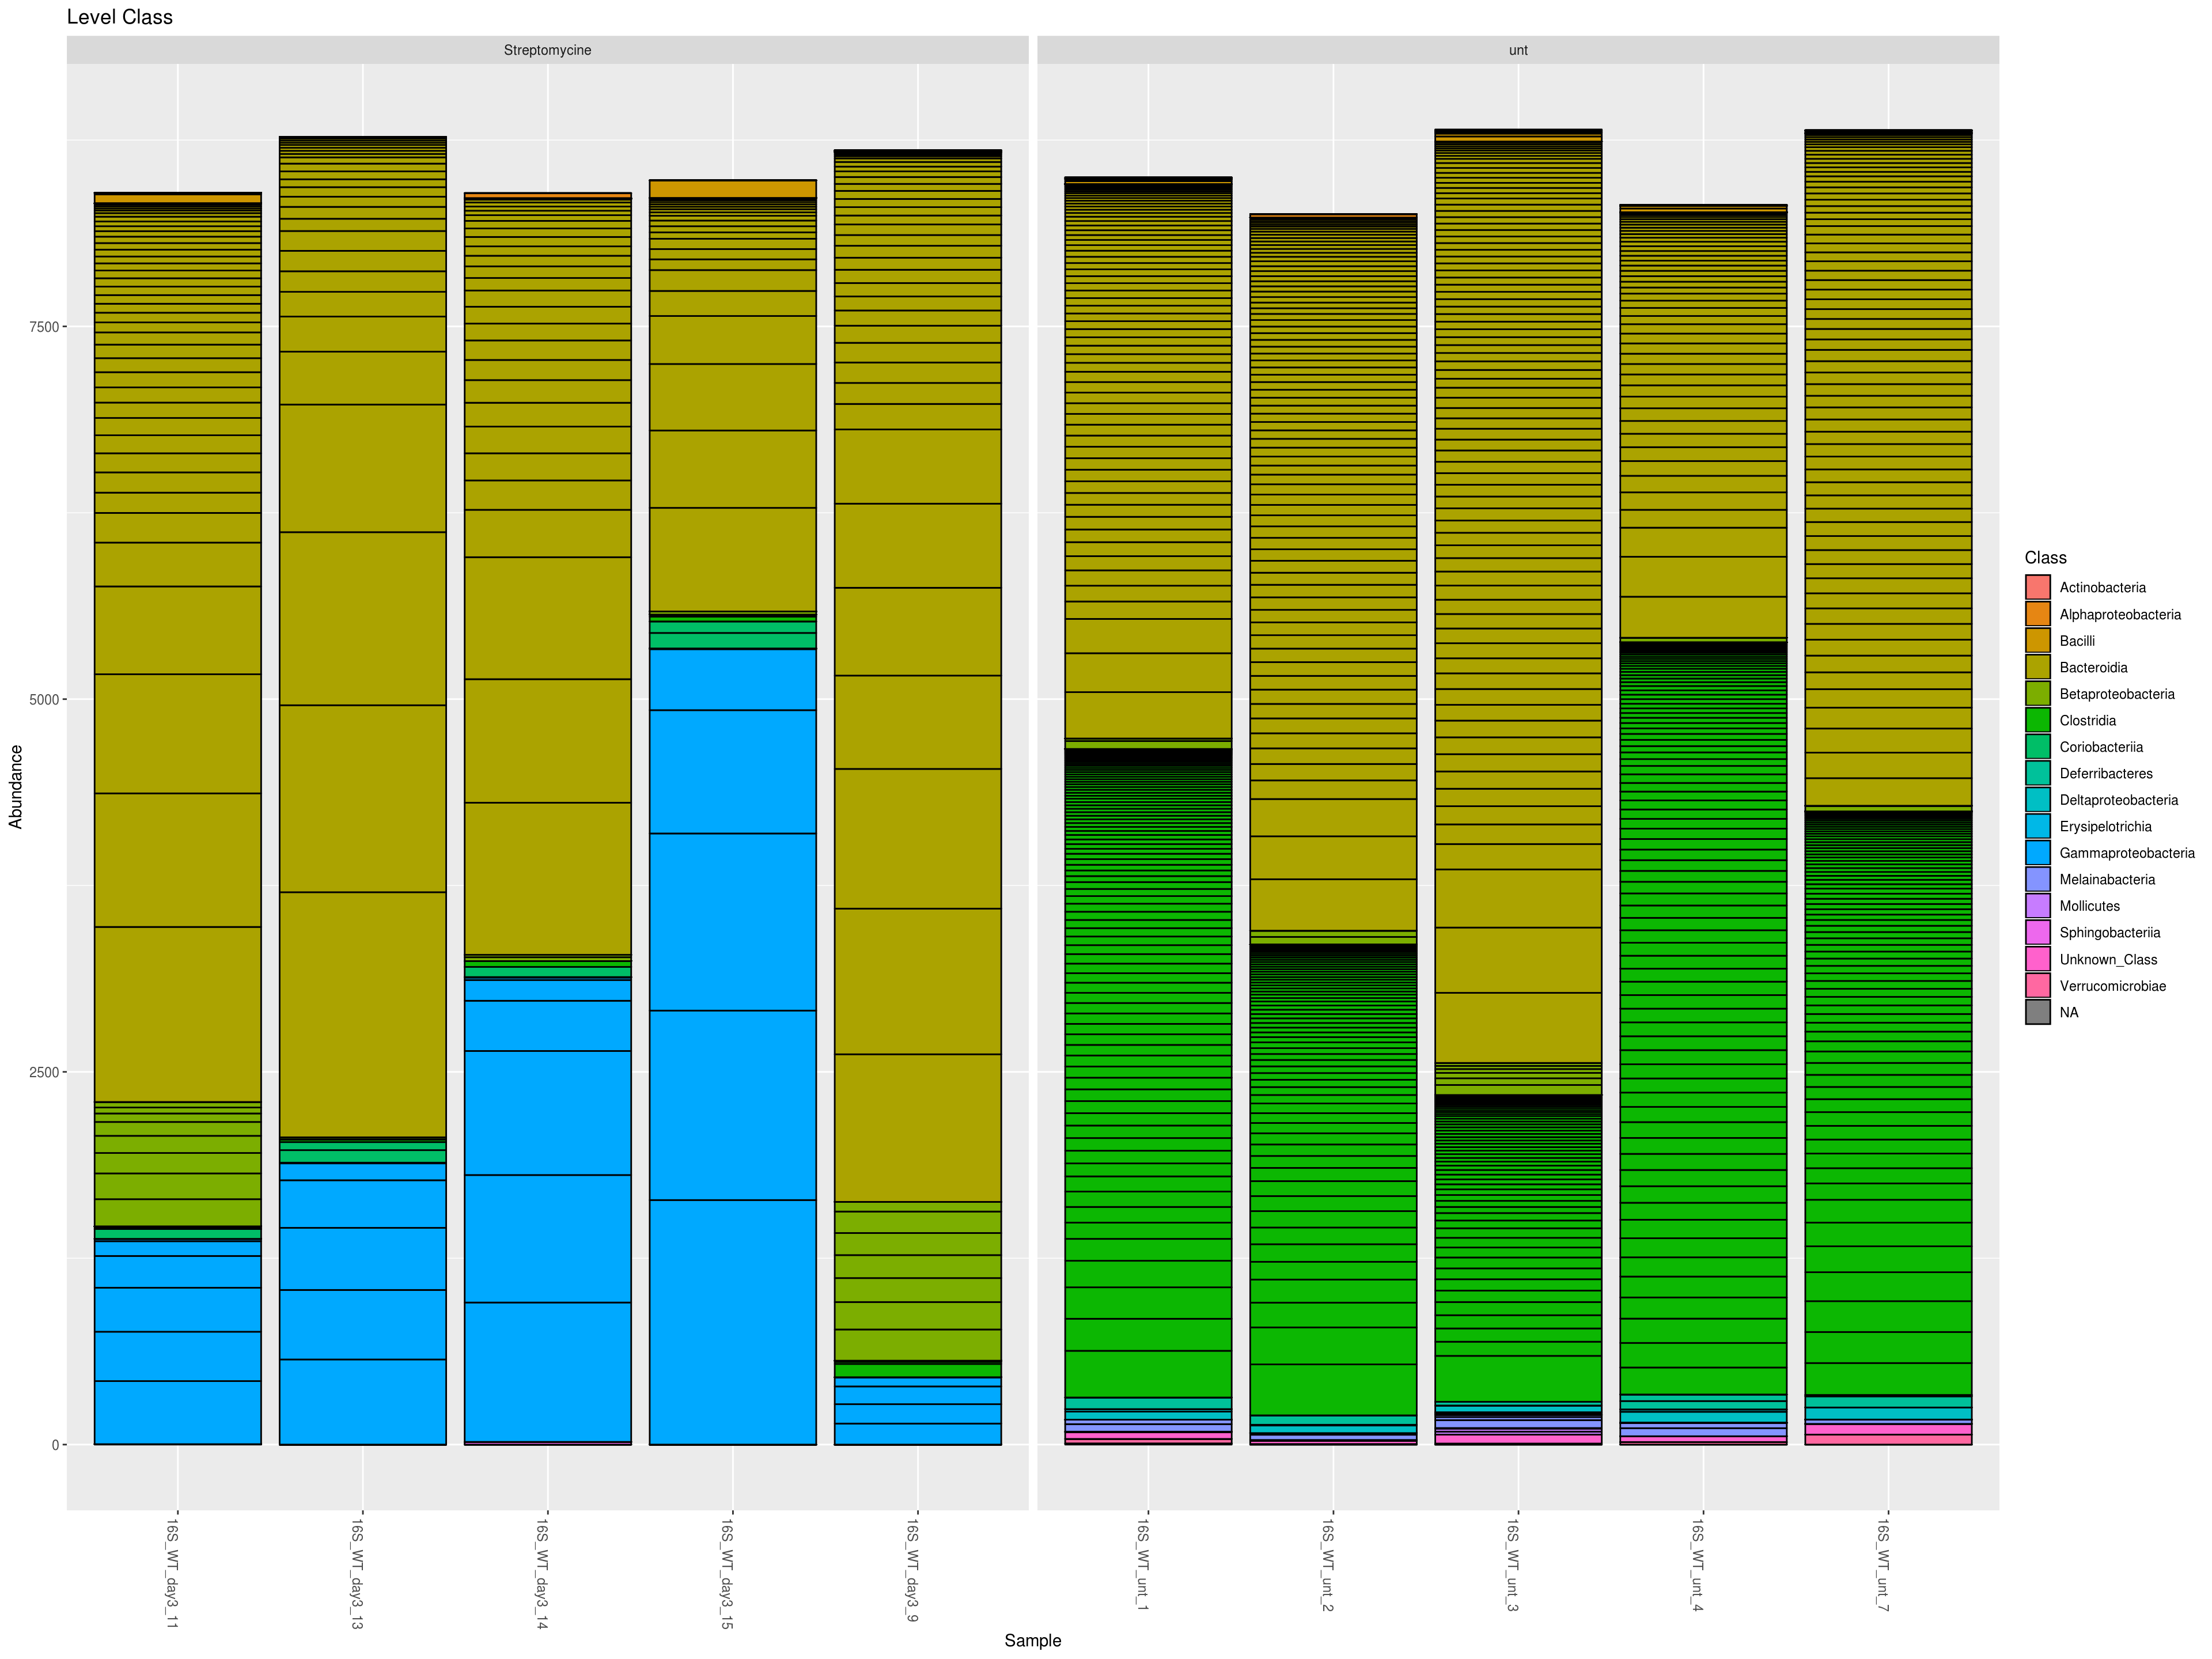 Level Class
Streptomycine
unt
7500
5000
2500
0
Abundance
16S_WT_day3_11
16S_WT_day3_13
16S_WT_day3_14
16S_WT_day3_15
16S_WT_day3_9
16S_WT_unt_1
16S_WT_unt_2
16S_WT_unt_3
16S_WT_unt_4
16S_WT_unt_7
Sample
Class
Actinobacteria
Alphaproteobacteria
Bacilli
Bacteroidia
Betaproteobacteria
Clostridia
Coriobacteriia
Deferribacteres
Deltaproteobacteria
Erysipelotrichia
Gammaproteobacteria
Melainabacteria
Mollicutes
Sphingobacteriia
Unknown_Class
Verrucomicrobiae
NA